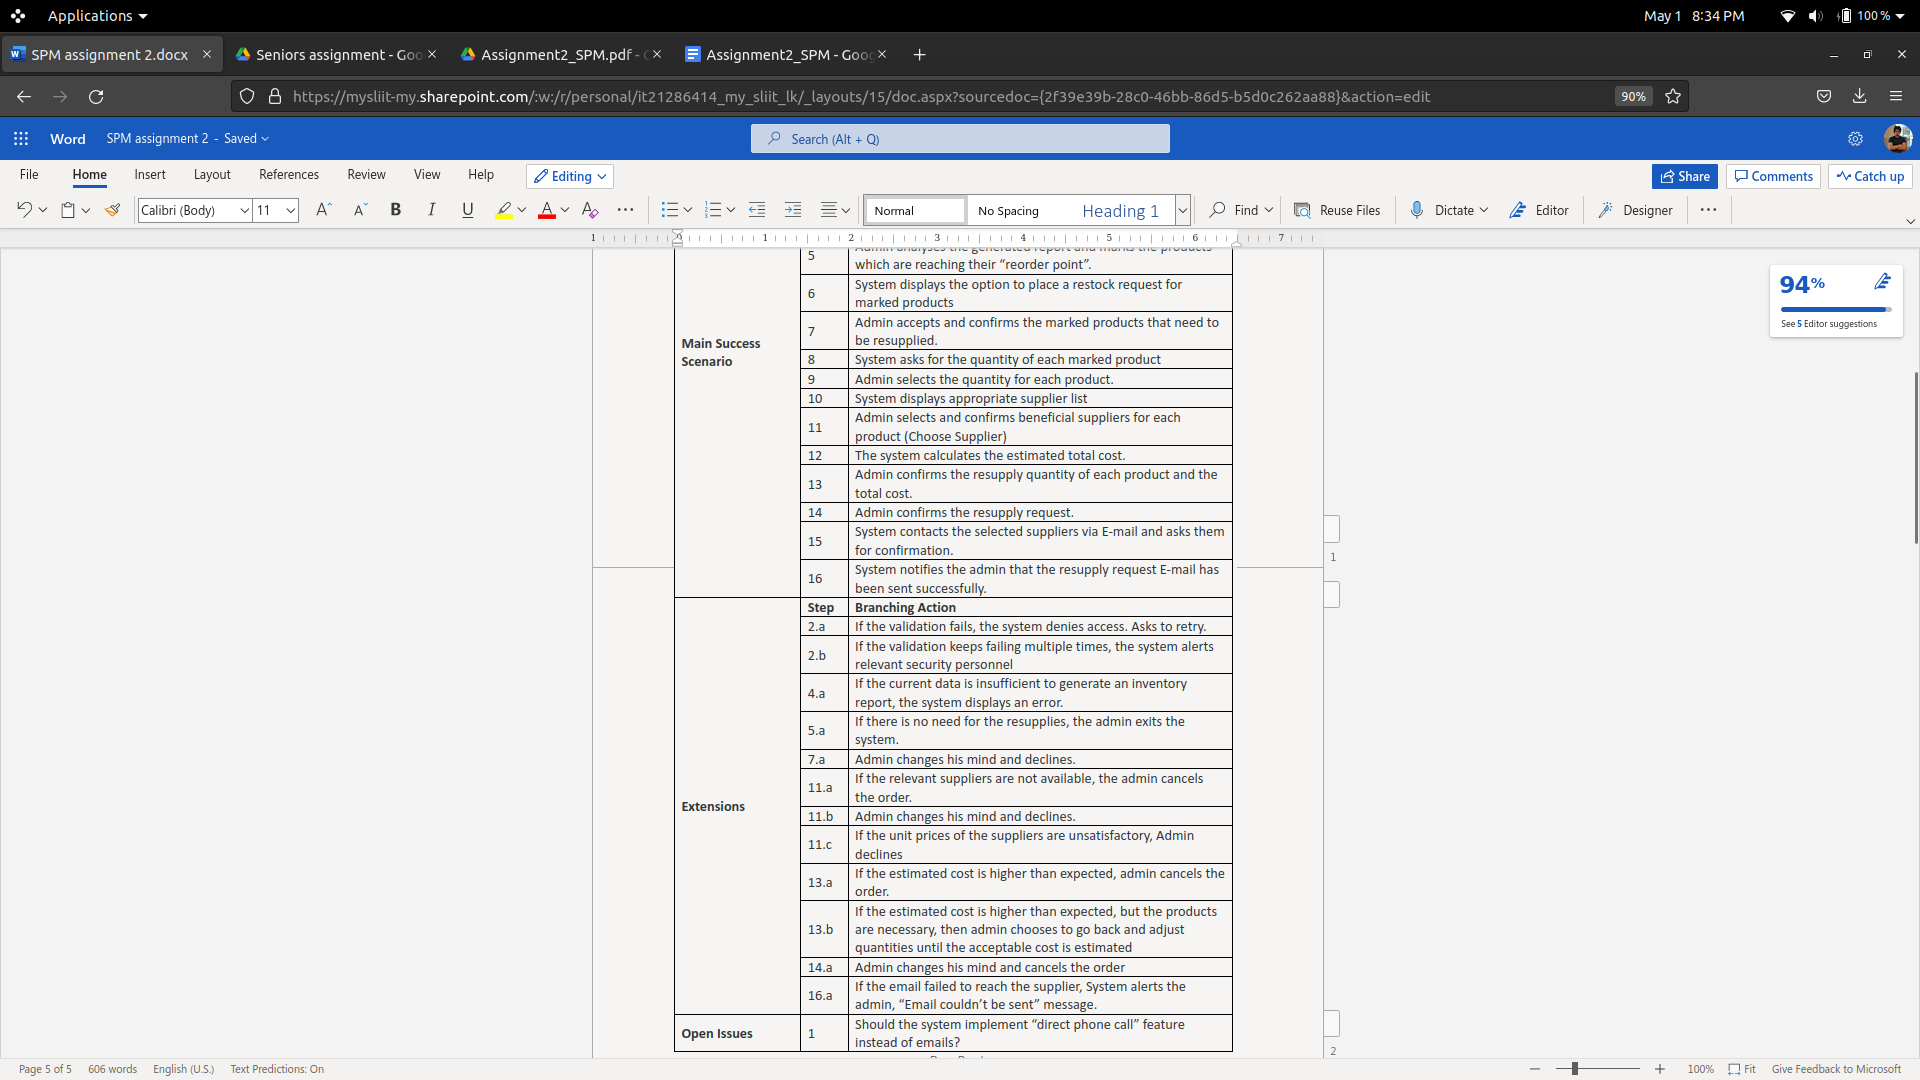 Applications
May 1 8:34 PM
100 %
SPM assignment 2.docx
Seniors assignment - Goo
Assignment2_SPM.pdf -
Assignment2_SPM - Goog
https://mysliit-my.sharepoint.com/:w:/r/personal/it21286414_my_sliit_lk/_layouts/15/doc.aspx?sourcedoc={2f39e39b-28c0-46bb-86d5-b5d0c262aa88}&action=edit
90%
Word
SPM assignment 2 - Saved
Search (Alt + Q)
File Home Insert Layout References Review View Help Editing
Share Comments Catch up
Calibri (Body) 11 B I U A Normal No Spacing Heading 1 Find Reuse Files Dictate Editor Designer
1 1 2 3 4 5 6 7
94%
See 5 Editor suggestions
Main Success
Scenario
5 Admin analyses the generated report and marks the products
which are reaching their “reorder point”.
6 System displays the option to place a restock request for
marked products
7 Admin accepts and confirms the marked products that need to
be resupplied.
8 System asks for the quantity of each marked product
9 Admin selects the quantity for each product.
10 System displays appropriate supplier list
11 Admin selects and confirms beneficial suppliers for each
product (Choose Supplier)
12 The system calculates the estimated total cost.
13 Admin confirms the resupply quantity of each product and the
total cost.
14 Admin confirms the resupply request.
15 System contacts the selected suppliers via E-mail and asks them
for confirmation.
16 System notifies the admin that the resupply request E-mail has
been sent successfully.
1
Extensions
Step Branching Action
2.a If the validation fails, the system denies access. Asks to retry.
2.b If the validation keeps failing multiple times, the system alerts
relevant security personnel
4.a If the current data is insufficient to generate an inventory
report, the system displays an error.
5.a If there is no need for the resupplies, the admin exits the
system.
7.a Admin changes his mind and declines.
11.a If the relevant suppliers are not available, the admin cancels
the order.
11.b Admin changes his mind and declines.
11.c If the unit prices of the suppliers are unsatisfactory, Admin
declines
13.a If the estimated cost is higher than expected, admin cancels the
order.
13.b If the estimated cost is higher than expected, but the products
are necessary, then admin chooses to go back and adjust
quantities until the acceptable cost is estimated
14.a Admin changes his mind and cancels the order
16.a If the email failed to reach the supplier, System alerts the
admin, “Email couldn’t be sent” message.
Open Issues 1 Should the system implement “direct phone call” feature
instead of emails?
2
Page 5 of 5 606 words English (U.S.) Text Predictions: On
100% Fit Give Feedback to Microsoft